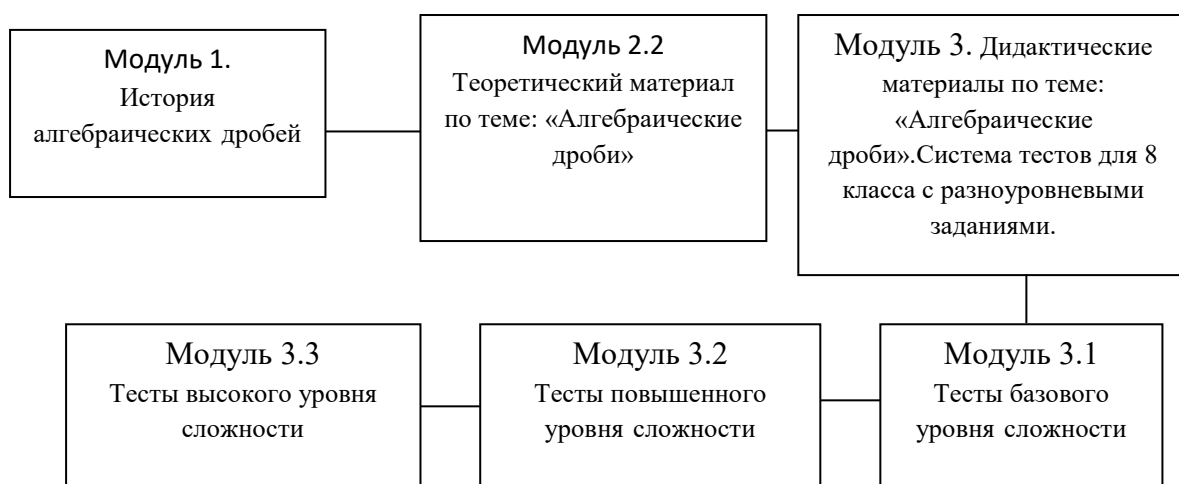 Модуль 1.
История
алгебраических дробей
Модуль 2.2
Теоретический материал
по теме: «Алгебраические
дроби»
Модуль 3. Дидактические
материалы по теме:
«Алгебраические
дроби».Система тестов для 8
класса с разноуровневыми
заданиями.
Модуль 3.3
Тесты высокого уровня
сложности
Модуль 3.2
Тесты повышенного
уровня сложности
Модуль 3.1
Тесты базового
уровня сложности